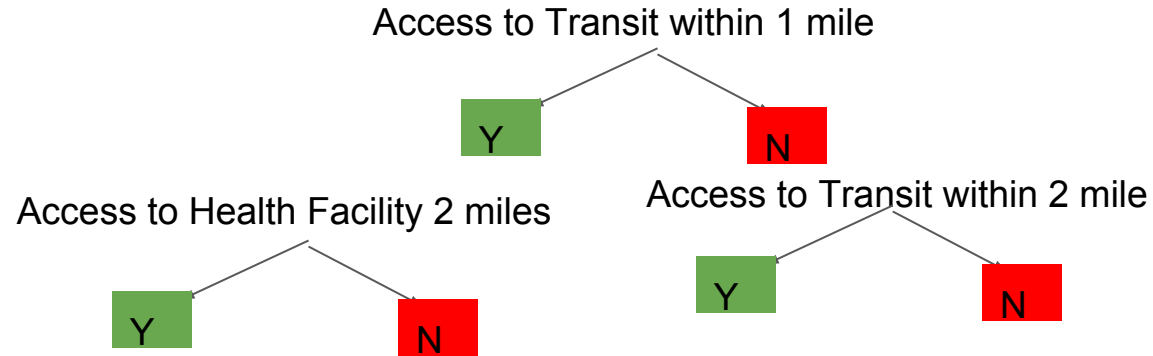 Access to Transit within 1 mile
Y
N
Access to Health Facility 2 miles
Access to Transit within 2 mile
Y
N
Y
N